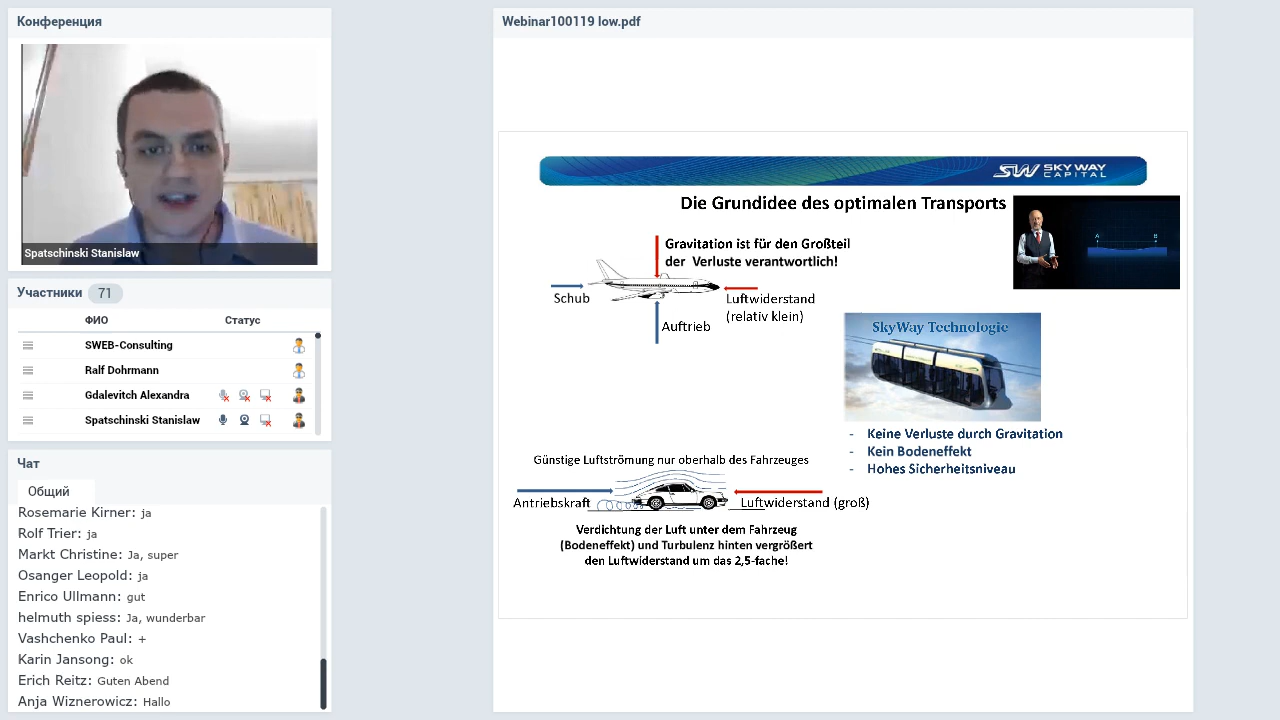 Конференция
Spatschinski Stanislaw
Участники 71
ФИО Статус
SWEB-Consulting
Ralf Dohrmann
Gdalevitch Alexandra
Spatschinski Stanislaw
Чат
Общий
Rosemarie Kirner: ja
Rolf Trier: ja
Markt Christine: Ja, super
Osanger Leopold: ja
Enrico Ullmann: gut
helmuth spiess: Ja, wunderbar
Vashchenko Paul: +
Karin Jansong: ok
Erich Reitz: Guten Abend
Anja Wiznerowicz: Hallo
Webinar100119 low.pdf
SW SKY WAY
CAPITAL
Die Grundidee des optimalen Transports
A B
Gravitation ist für den Großteil
der Verluste verantwortlich!
Schub
Luftwiderstand
(relativ klein)
Auftrieb
SkyWay Technologie
- Keine Verluste durch Gravitation
- Kein Bodeneffekt
- Hohes Sicherheitsniveau
Günstige Luftströmung nur oberhalb des Fahrzeuges
Antriebskraft
Luftwiderstand (groß)
Verdichtung der Luft unter dem Fahrzeug
(Bodeneffekt) und Turbulenz hinten vergrößert
den Luftwiderstand um das 2,5-fache!